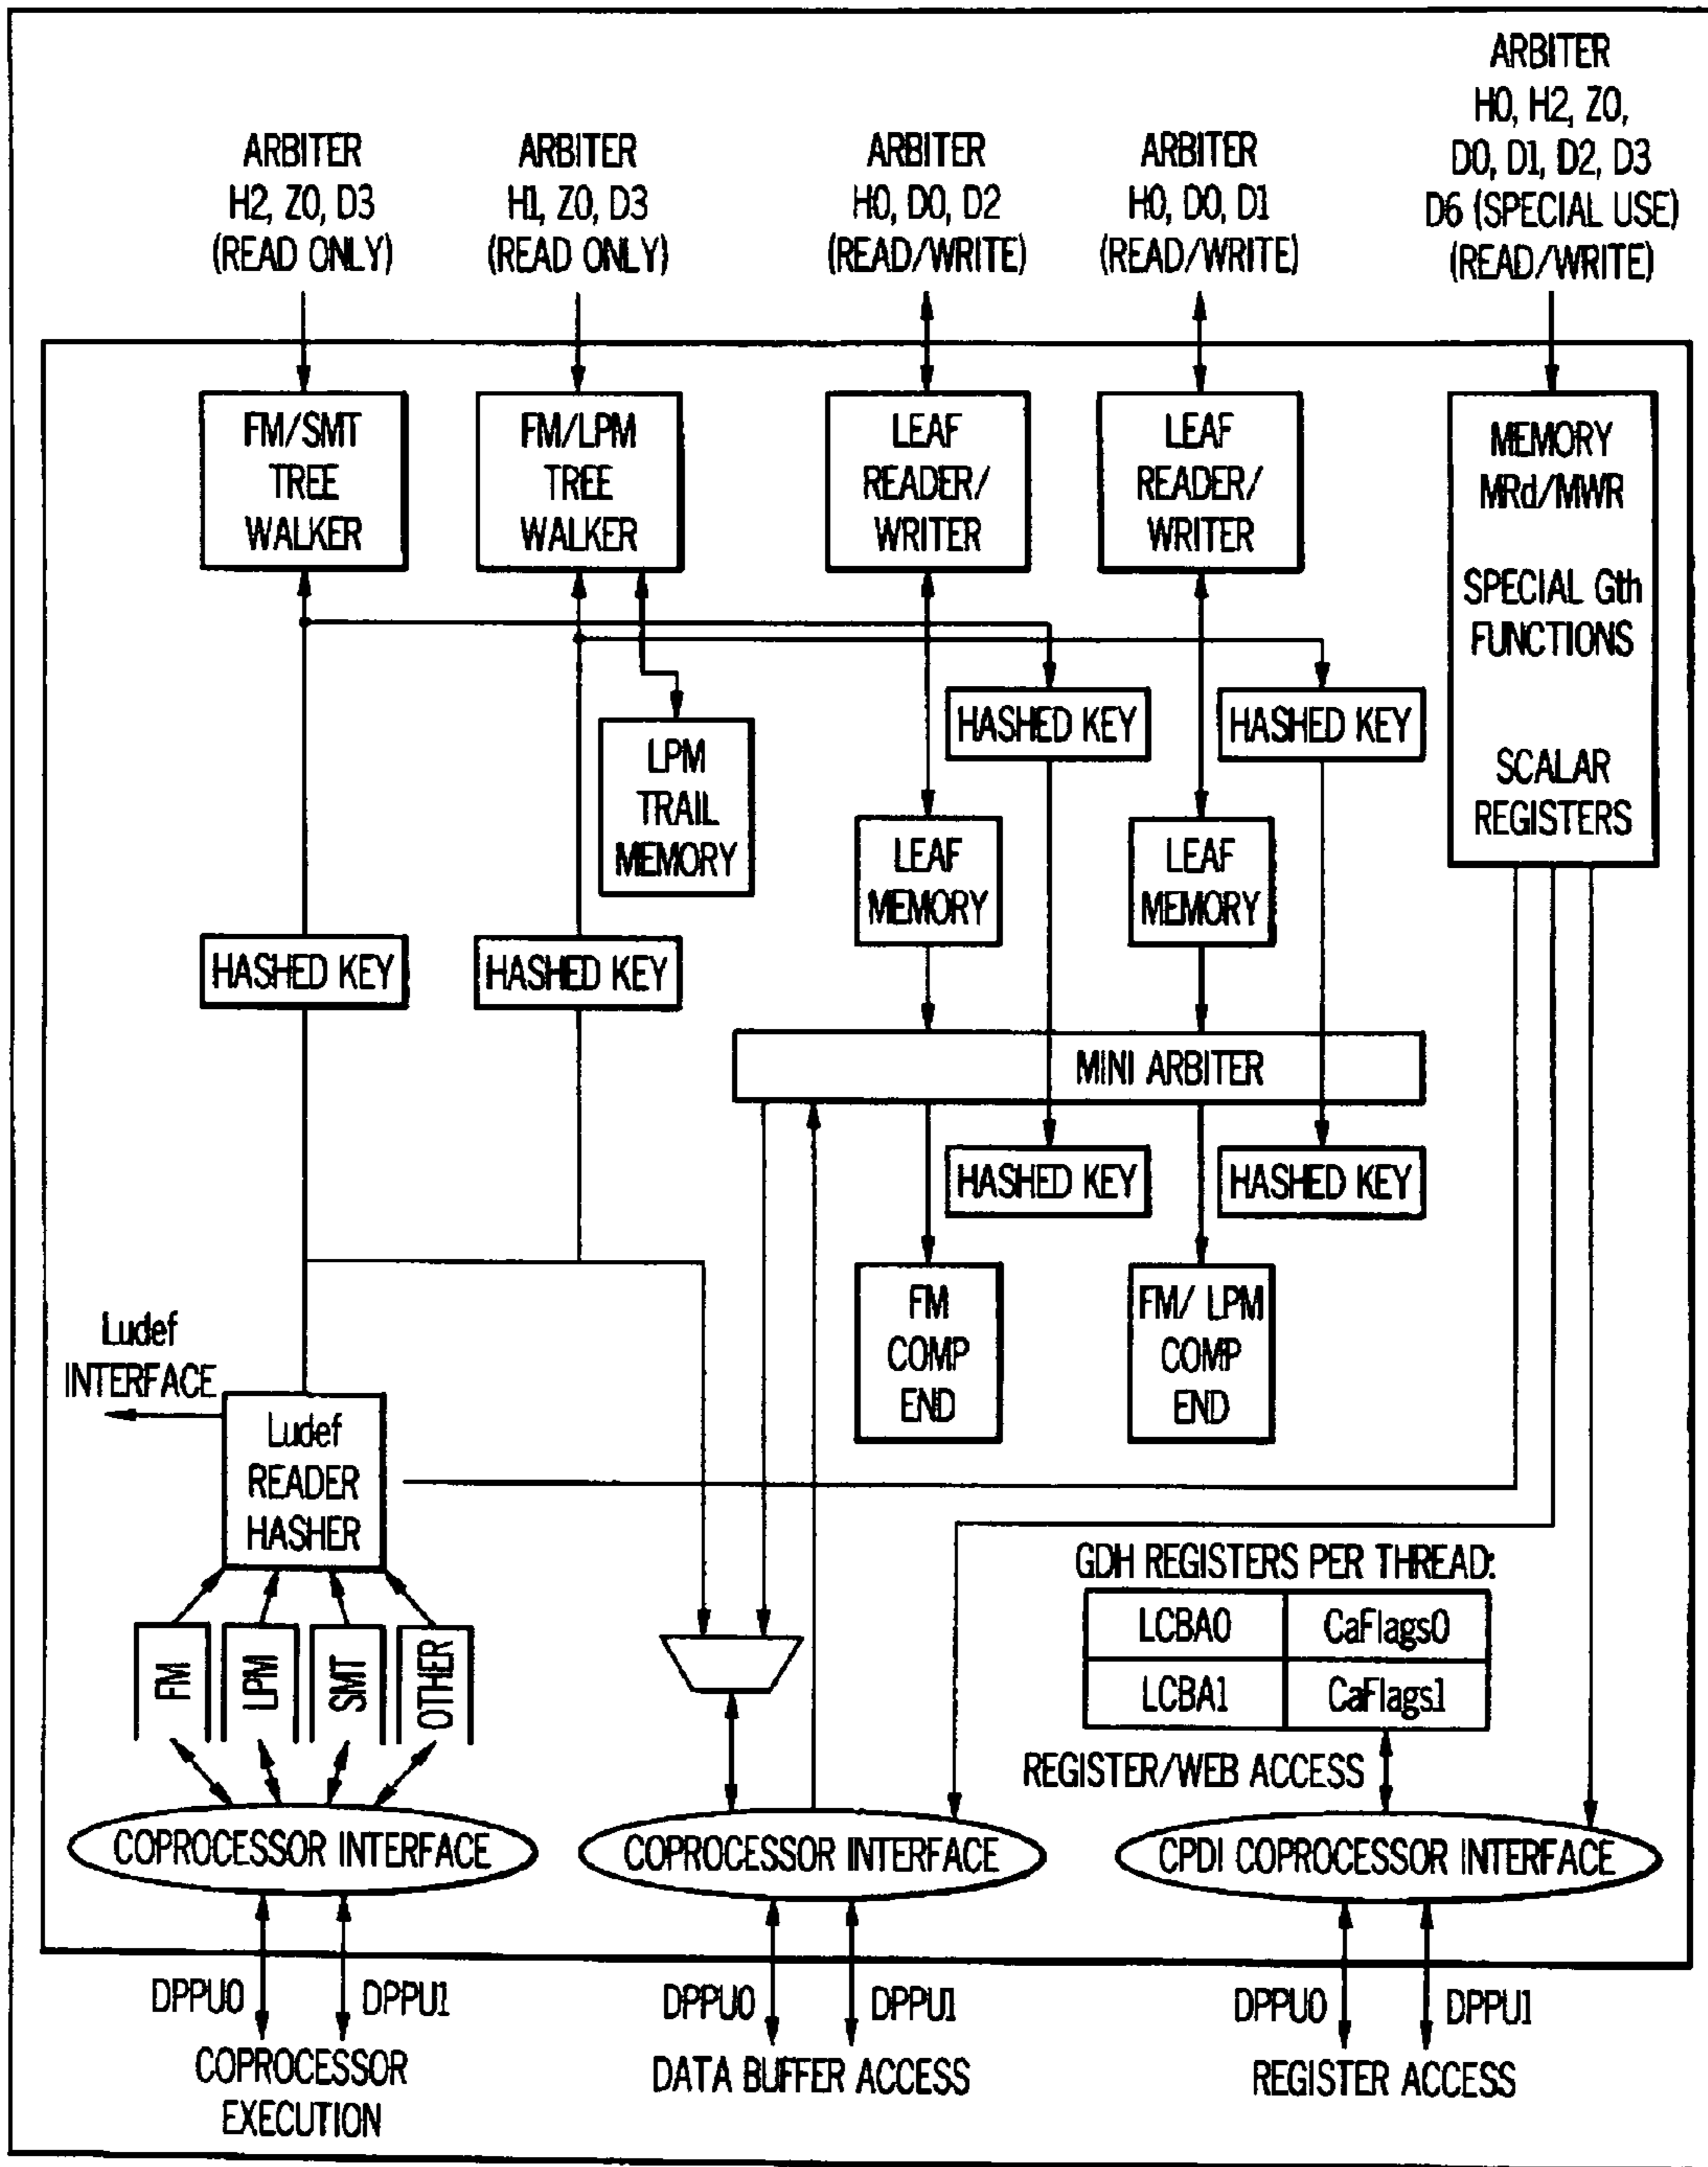 ARBITER
H2, Z0, D3
(READ ONLY)
ARBITER
H1, Z0, D3
(READ ONLY)
ARBITER
H0, D0, D2
(READ/WRITE)
ARBITER
H0, D0, D1
(READ/WRITE)
ARBITER
H0, H2, Z0,
D0, D1, D2, D3
D6 (SPECIAL USE)
(READ/WRITE)
FM/SMT
TREE
WALKER
FM/LPM
TREE
WALKER
LEAF
READER/
WRITER
LEAF
READER/
WRITER
MEMORY
MRd/MWR
SPECIAL Gth
FUNCTIONS
SCALAR
REGISTERS
HASHED KEY
HASHED KEY
LPM
TRAIL
MEMORY
LEAF
MEMORY
LEAF
MEMORY
HASHED KEY
HASHED KEY
MINI ARBITER
HASHED KEY
HASHED KEY
FM
COMP
END
FM/ LPM
COMP
END
Ludef
INTERFACE
Ludef
READER
HASHER
FM
LPM
SMT
OTHER
GDH REGISTERS PER THREAD:
LCBA0
CaFlags0
LCBA1
CaFlags1
REGISTER/WEB ACCESS
COPROCESSOR INTERFACE
COPROCESSOR INTERFACE
CPDI COPROCESSOR INTERFACE
DPPU0
DPPU1
COPROCESSOR
EXECUTION
DPPU0
DPPU1
DATA BUFFER ACCESS
DPPU0
DPPU1
REGISTER ACCESS